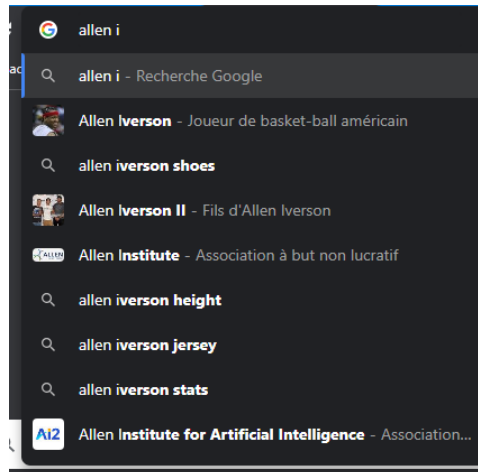 allen i
allen i - Recherche Google
Allen Iverson - Joueur de basket-ball américain
allen iverson shoes
Allen Iverson II - Fils d'Allen Iverson
ALLEN
Allen Institute - Association à but non lucratif
allen iverson height
allen iverson jersey
allen iverson stats
Ai2
Allen Institute for Artificial Intelligence - Association...